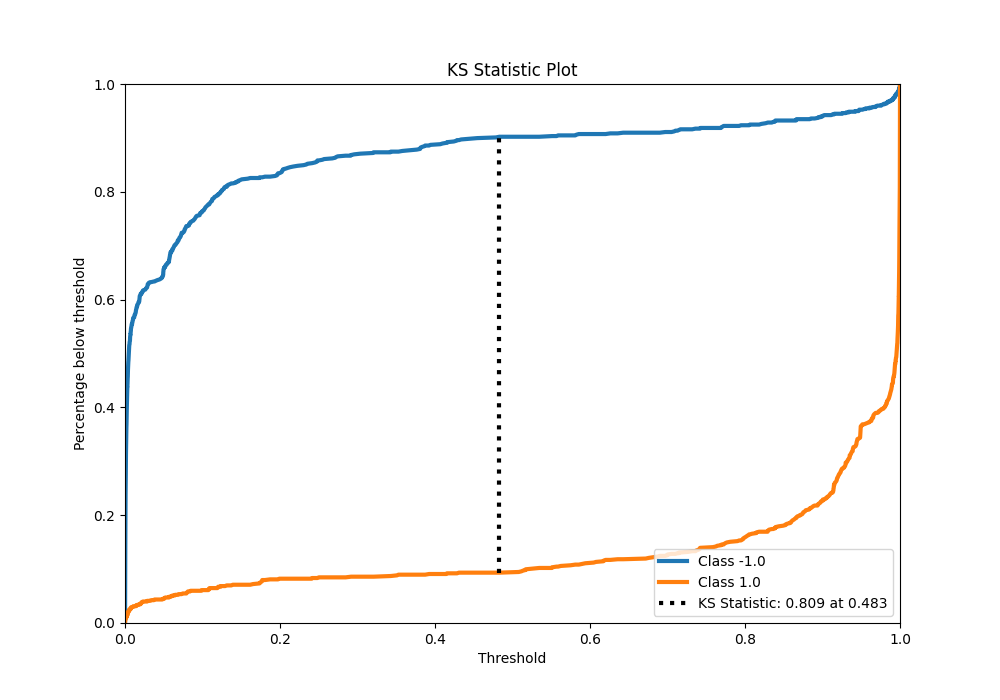 KS Statistic Plot
Percentage below threshold
1.0
0.8
0.6
0.4
0.2
0.0
0.0 0.2 0.4 0.6 0.8 1.0
Threshold
Class -1.0
Class 1.0
KS Statistic: 0.809 at 0.483